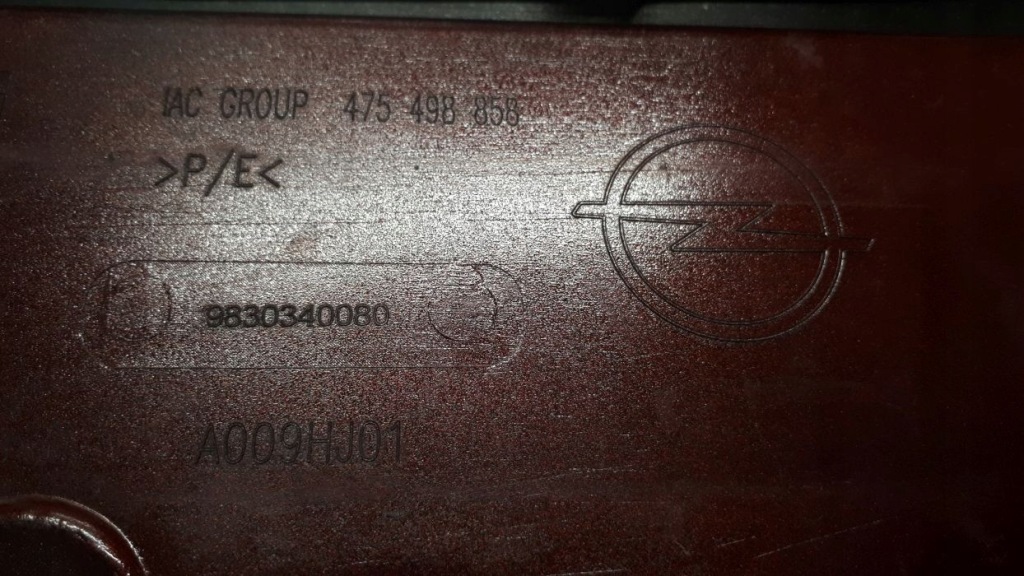 IAC GROUP 475 498 858
>P/E<
9830340080
A009HJ01